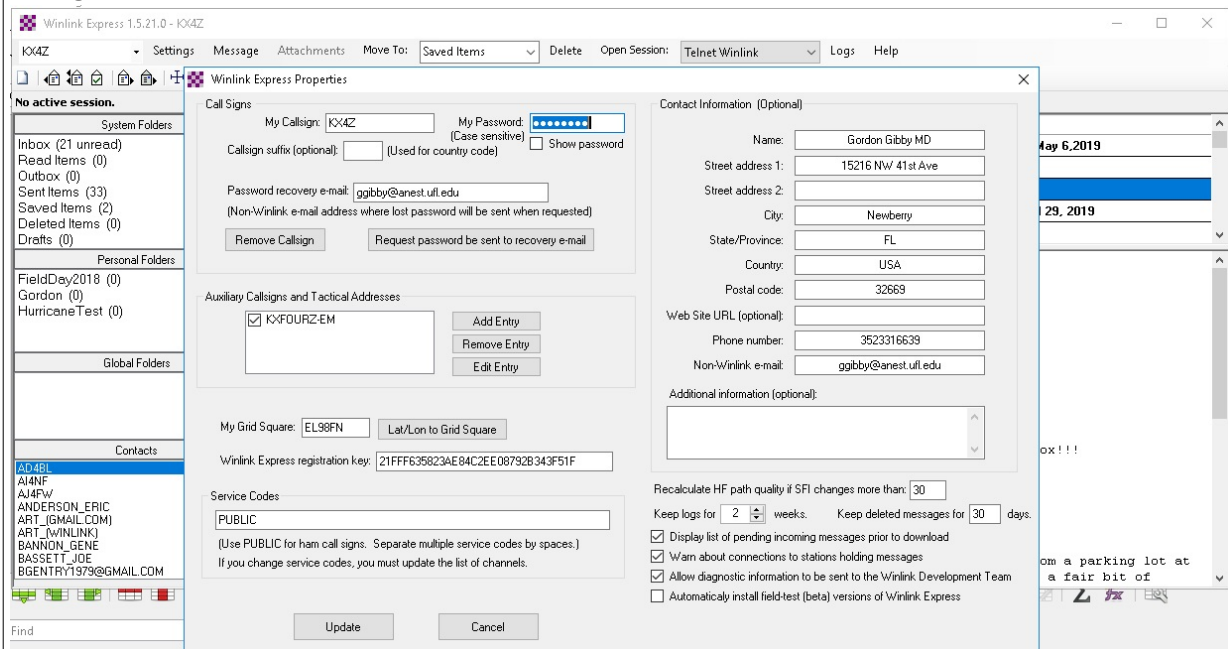 Winlink Express 1.5.21.0 - KX4Z
KX4Z Settings Message Attachments Move To: Saved Items Delete Open Session: Telnet Winlink Logs Help
No active session.
System Folders
Inbox (21 unread)
Read Items (0)
Outbox (0)
Sent Items (33)
Saved Items (2)
Deleted Items (0)
Drafts (0)
Personal Folders
FieldDay2018 (0)
Gordon (0)
HurricaneTest (0)
Global Folders
Contacts
AD4BL
AI4NF
AJ4FW
ANDERSON_ERIC
ART_(GMAIL.COM)
ART_(WINLINK)
BANNON_GENE
BASSETT_JOE
BGENTRY1979@GMAIL.COM
Find
Winlink Express Properties
Call Signs
My Callsign: KX4Z My Password: ••••••••
(Case sensitive) Show password
Callsign suffix (optional): (Used for country code)
Password recovery e-mail: ggibby@anest.ufl.edu
(Non-Winlink e-mail address where lost password will be sent when requested)
Remove Callsign Request password be sent to recovery e-mail
Auxiliary Callsigns and Tactical Addresses
KXFOURZ-EM
Add Entry
Remove Entry
Edit Entry
My Grid Square: EL98FN Lat/Lon to Grid Square
Winlink Express registration key: 21FFF635823AE84C2EE08792B343F51F
Service Codes
PUBLIC
(Use PUBLIC for ham call signs. Separate multiple service codes by spaces.)
If you change service codes, you must update the list of channels.
Update Cancel
Contact Information (Optional)
Name: Gordon Gibby MD
Street address 1: 15216 NW 41st Ave
Street address 2:
City: Newberry
State/Province: FL
Country: USA
Postal code: 32669
Web Site URL (optional):
Phone number: 3523316639
Non-Winlink e-mail: ggibby@anest.ufl.edu
Additional information (optional):
Recalculate HF path quality if SFI changes more than: 30
Keep logs for 2 weeks. Keep deleted messages for 30 days.
Display list of pending incoming messages prior to download
Warn about connections to stations holding messages
Allow diagnostic information to be sent to the Winlink Development Team
Automaticaly install field-test (beta) versions of Winlink Express
May 6,2019
29, 2019
ox!!!
om a parking lot at
a fair bit of